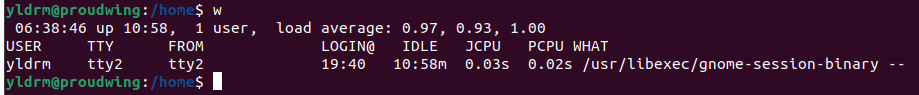 yldrm@proudwing:/home$ w
 06:38:46 up 10:58,  1 user,  load average: 0.97, 0.93, 1.00
USER     TTY      FROM             LOGIN@   IDLE   JCPU   PCPU WHAT
yldrm    tty2     tty2             19:40   10:58m  0.03s  0.02s /usr/libexec/gnome-session-binary --
yldrm@proudwing:/home$